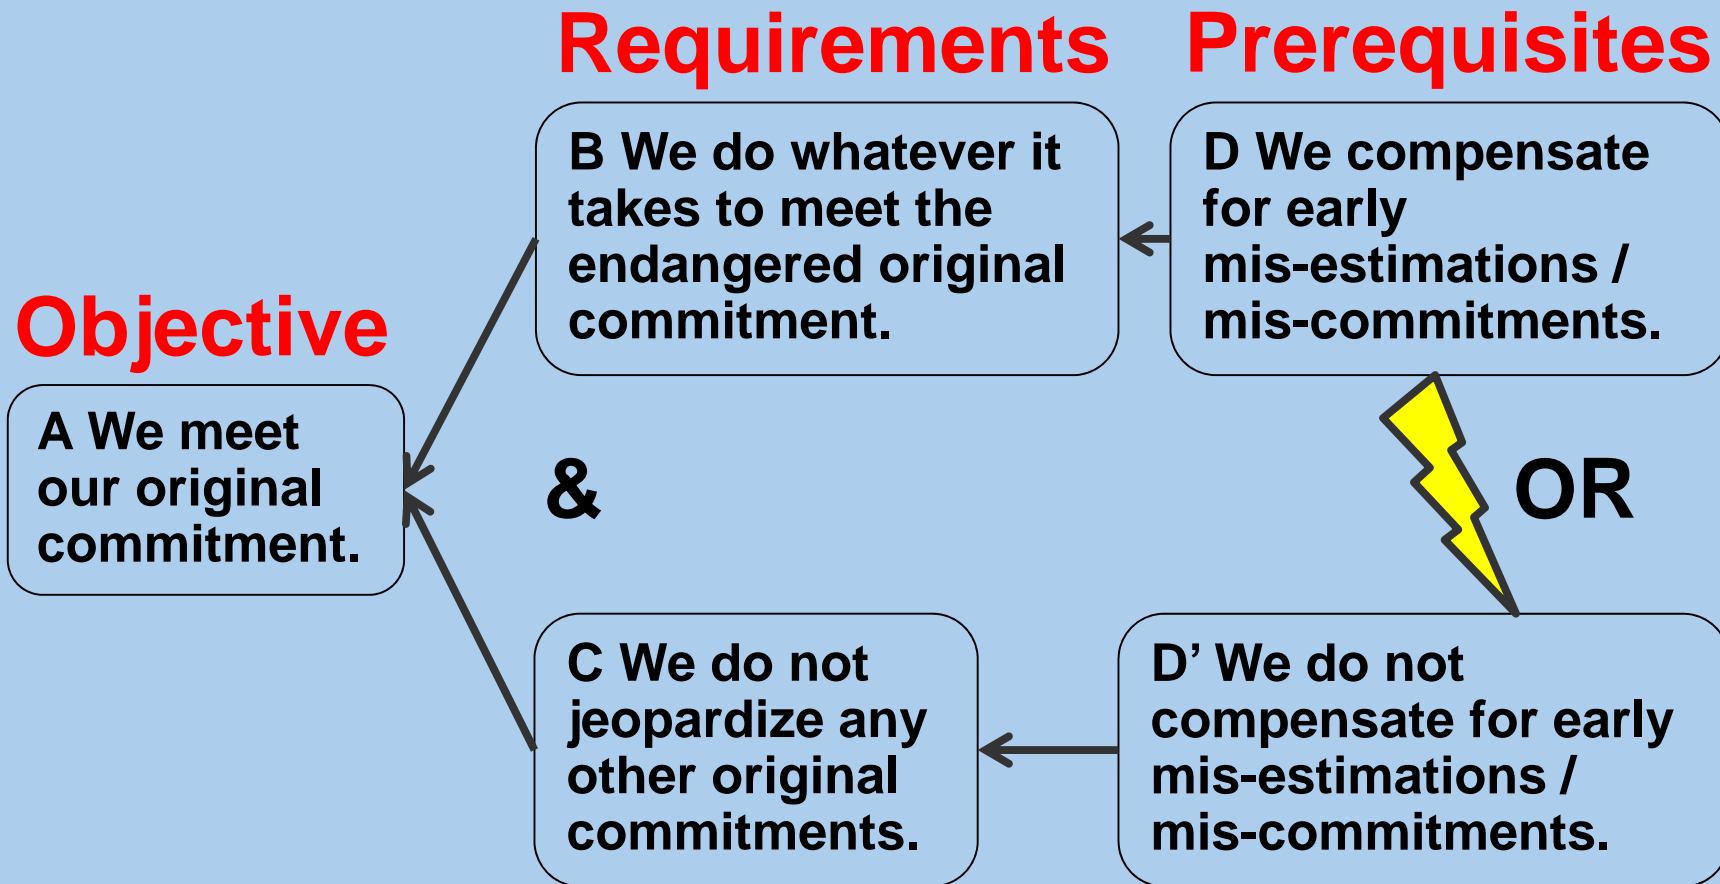 Requirements
Prerequisites
B We do whatever it
takes to meet the
endangered original
commitment.
D We compensate
for early
mis-estimations /
mis-commitments.
Objective
A We meet
our original
commitment.
&
OR
C We do not
jeopardize any
other original
commitments.
D’ We do not
compensate for early
mis-estimations /
mis-commitments.